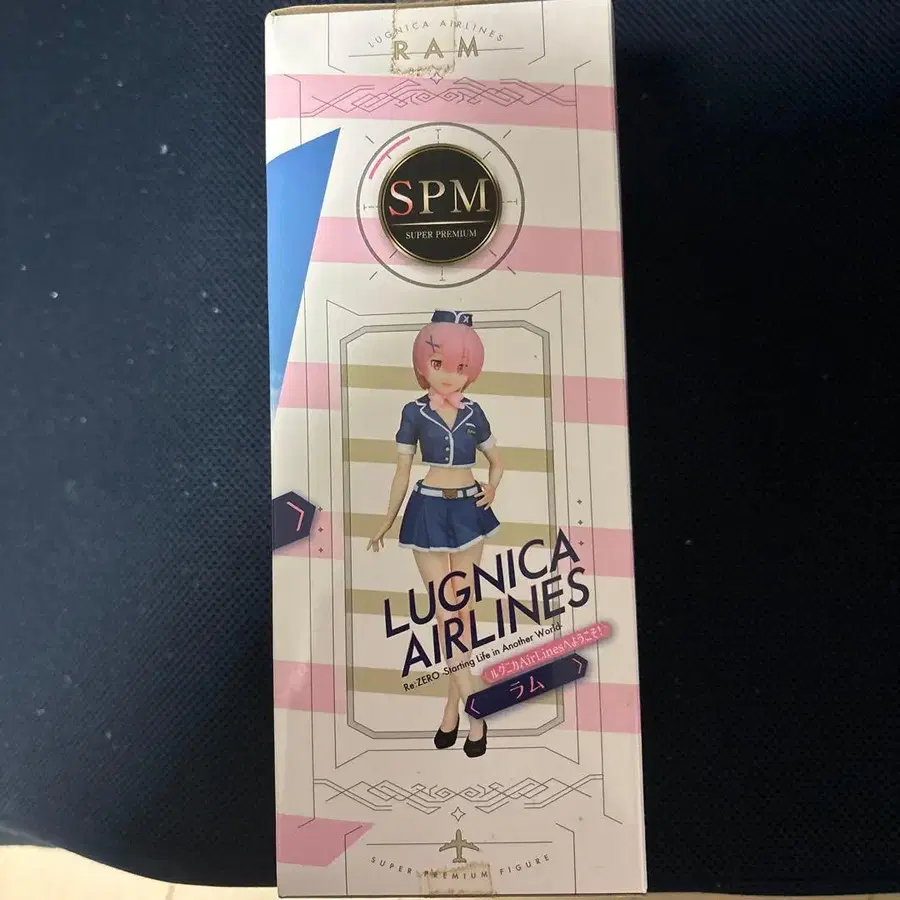 LUGNICA AIRLINES
RAM
SPM
SUPER PREMIUM
LUGNICA
AIRLINES
Re:ZERO -Starting Life in Another World-
ルグニカAirLinesへようこそ!
ラム
SUPER PREMIUM FIGURE